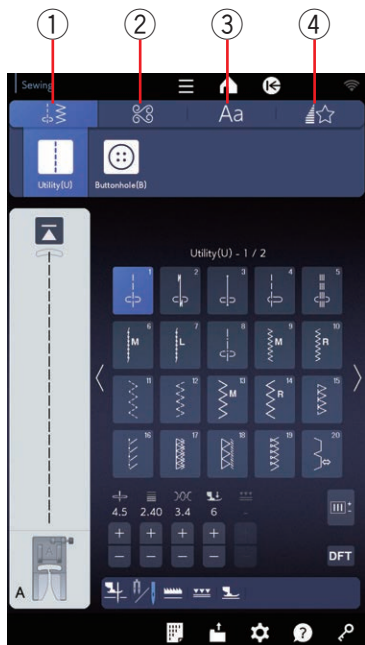 1 2 3 4
Sewing
Aa
Utility(U) Buttonhole(B)
Utility(U) - 1 / 2
1 2 3 4 5
6 M 7 L 8 9 M 10 R
11 12 13 M 14 R 15
16 17 18 19 20
4.5 2.40 3.4 6 -
+ + + +
- - - -
DFT
A
?